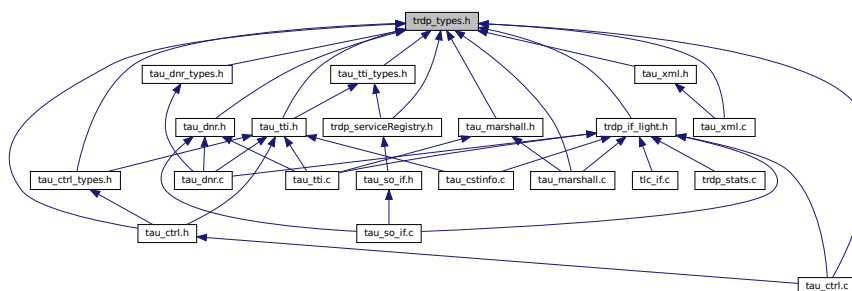 trdp_types.h
tau_dnr_types.h
tau_tti_types.h
tau_xml.h
tau_dnr.h
tau_tti.h
trdp_serviceRegistry.h
tau_marshall.h
trdp_if_light.h
tau_xml.c
tau_ctrl_types.h
tau_dnr.c
tau_tti.c
tau_so_if.h
tau_cstinfo.c
tau_marshall.c
tlc_if.c
trdp_stats.c
tau_ctrl.h
tau_so_if.c
tau_ctrl.c